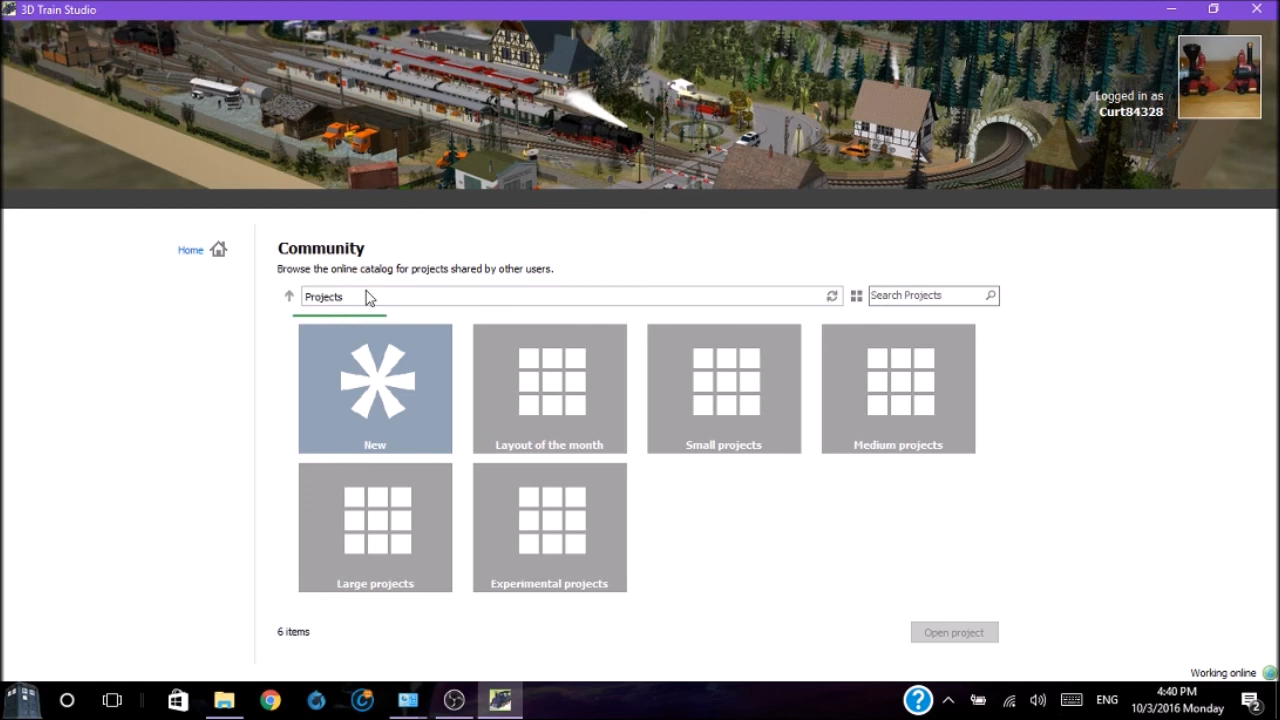 3D Train Studio
Logged in as
Curt84328
Home
Community
Browse the online catalog for projects shared by other users.
Projects
Search Projects
New
Layout of the month
Small projects
Medium projects
Large projects
Experimental projects
6 items
Open project
Working online
ENG
4:40 PM
10/3/2016 Monday
2